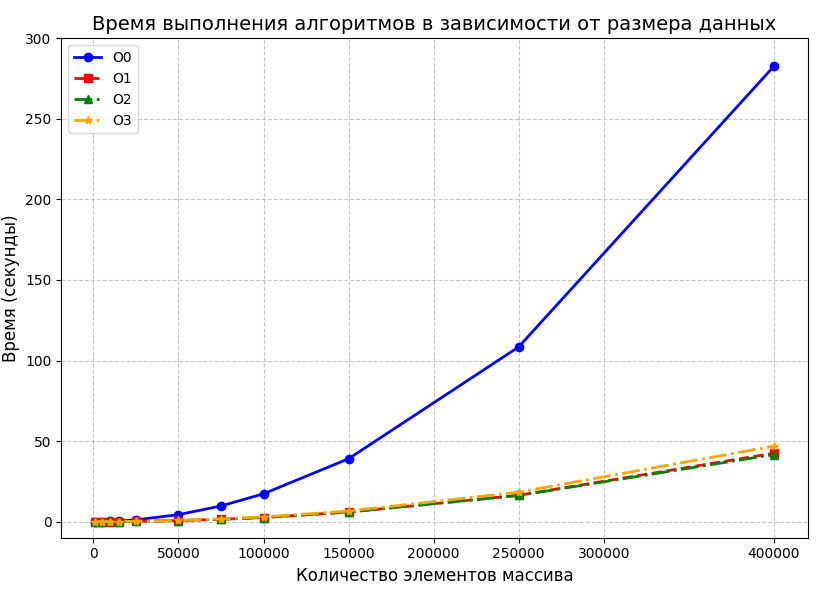 Время выполнения алгоритмов в зависимости от размера данных
O0
O1
O2
O3
300
250
200
150
100
50
0
Время (секунды)
0 50000 100000 150000 200000 250000 300000 400000
Количество элементов массива